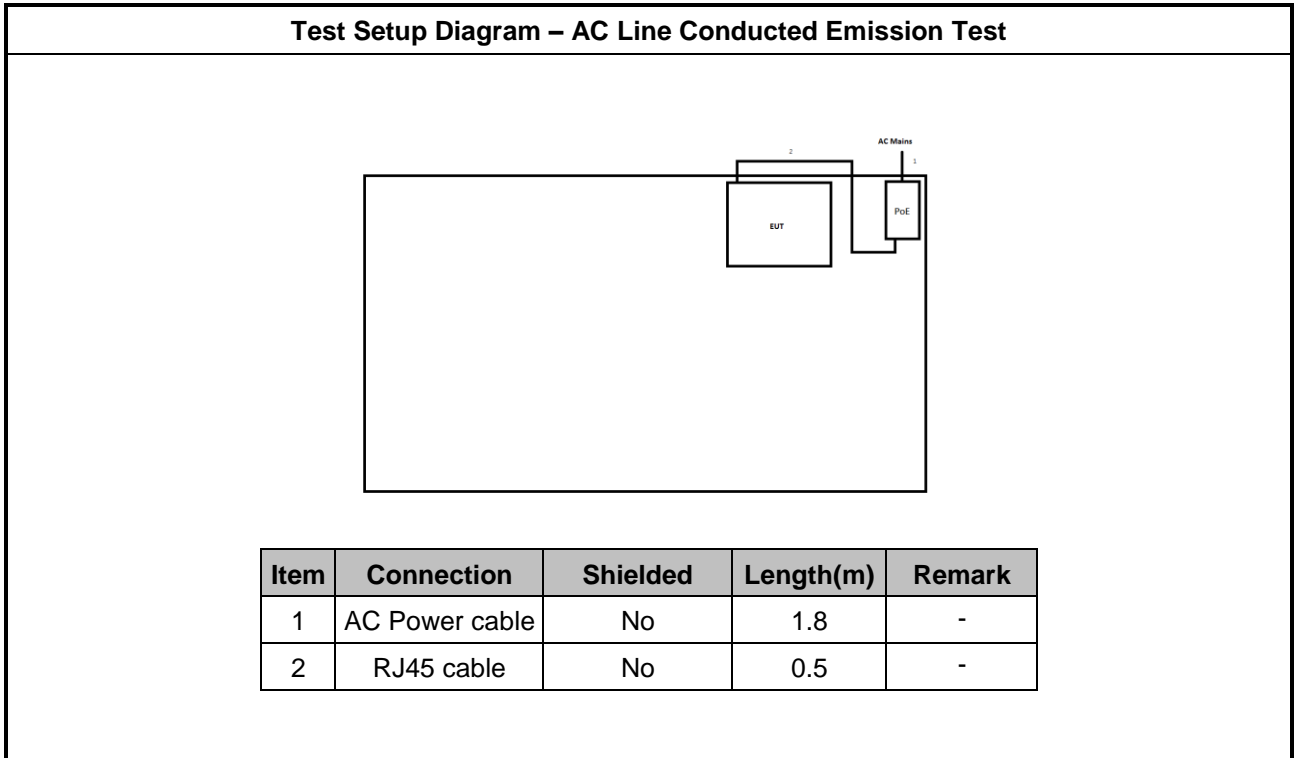 Test Setup Diagram – AC Line Conducted Emission Test
AC Mains
2
1
PoE
EUT
Item Connection Shielded Length(m) Remark
1 AC Power cable No 1.8 -
2 RJ45 cable No 0.5 -